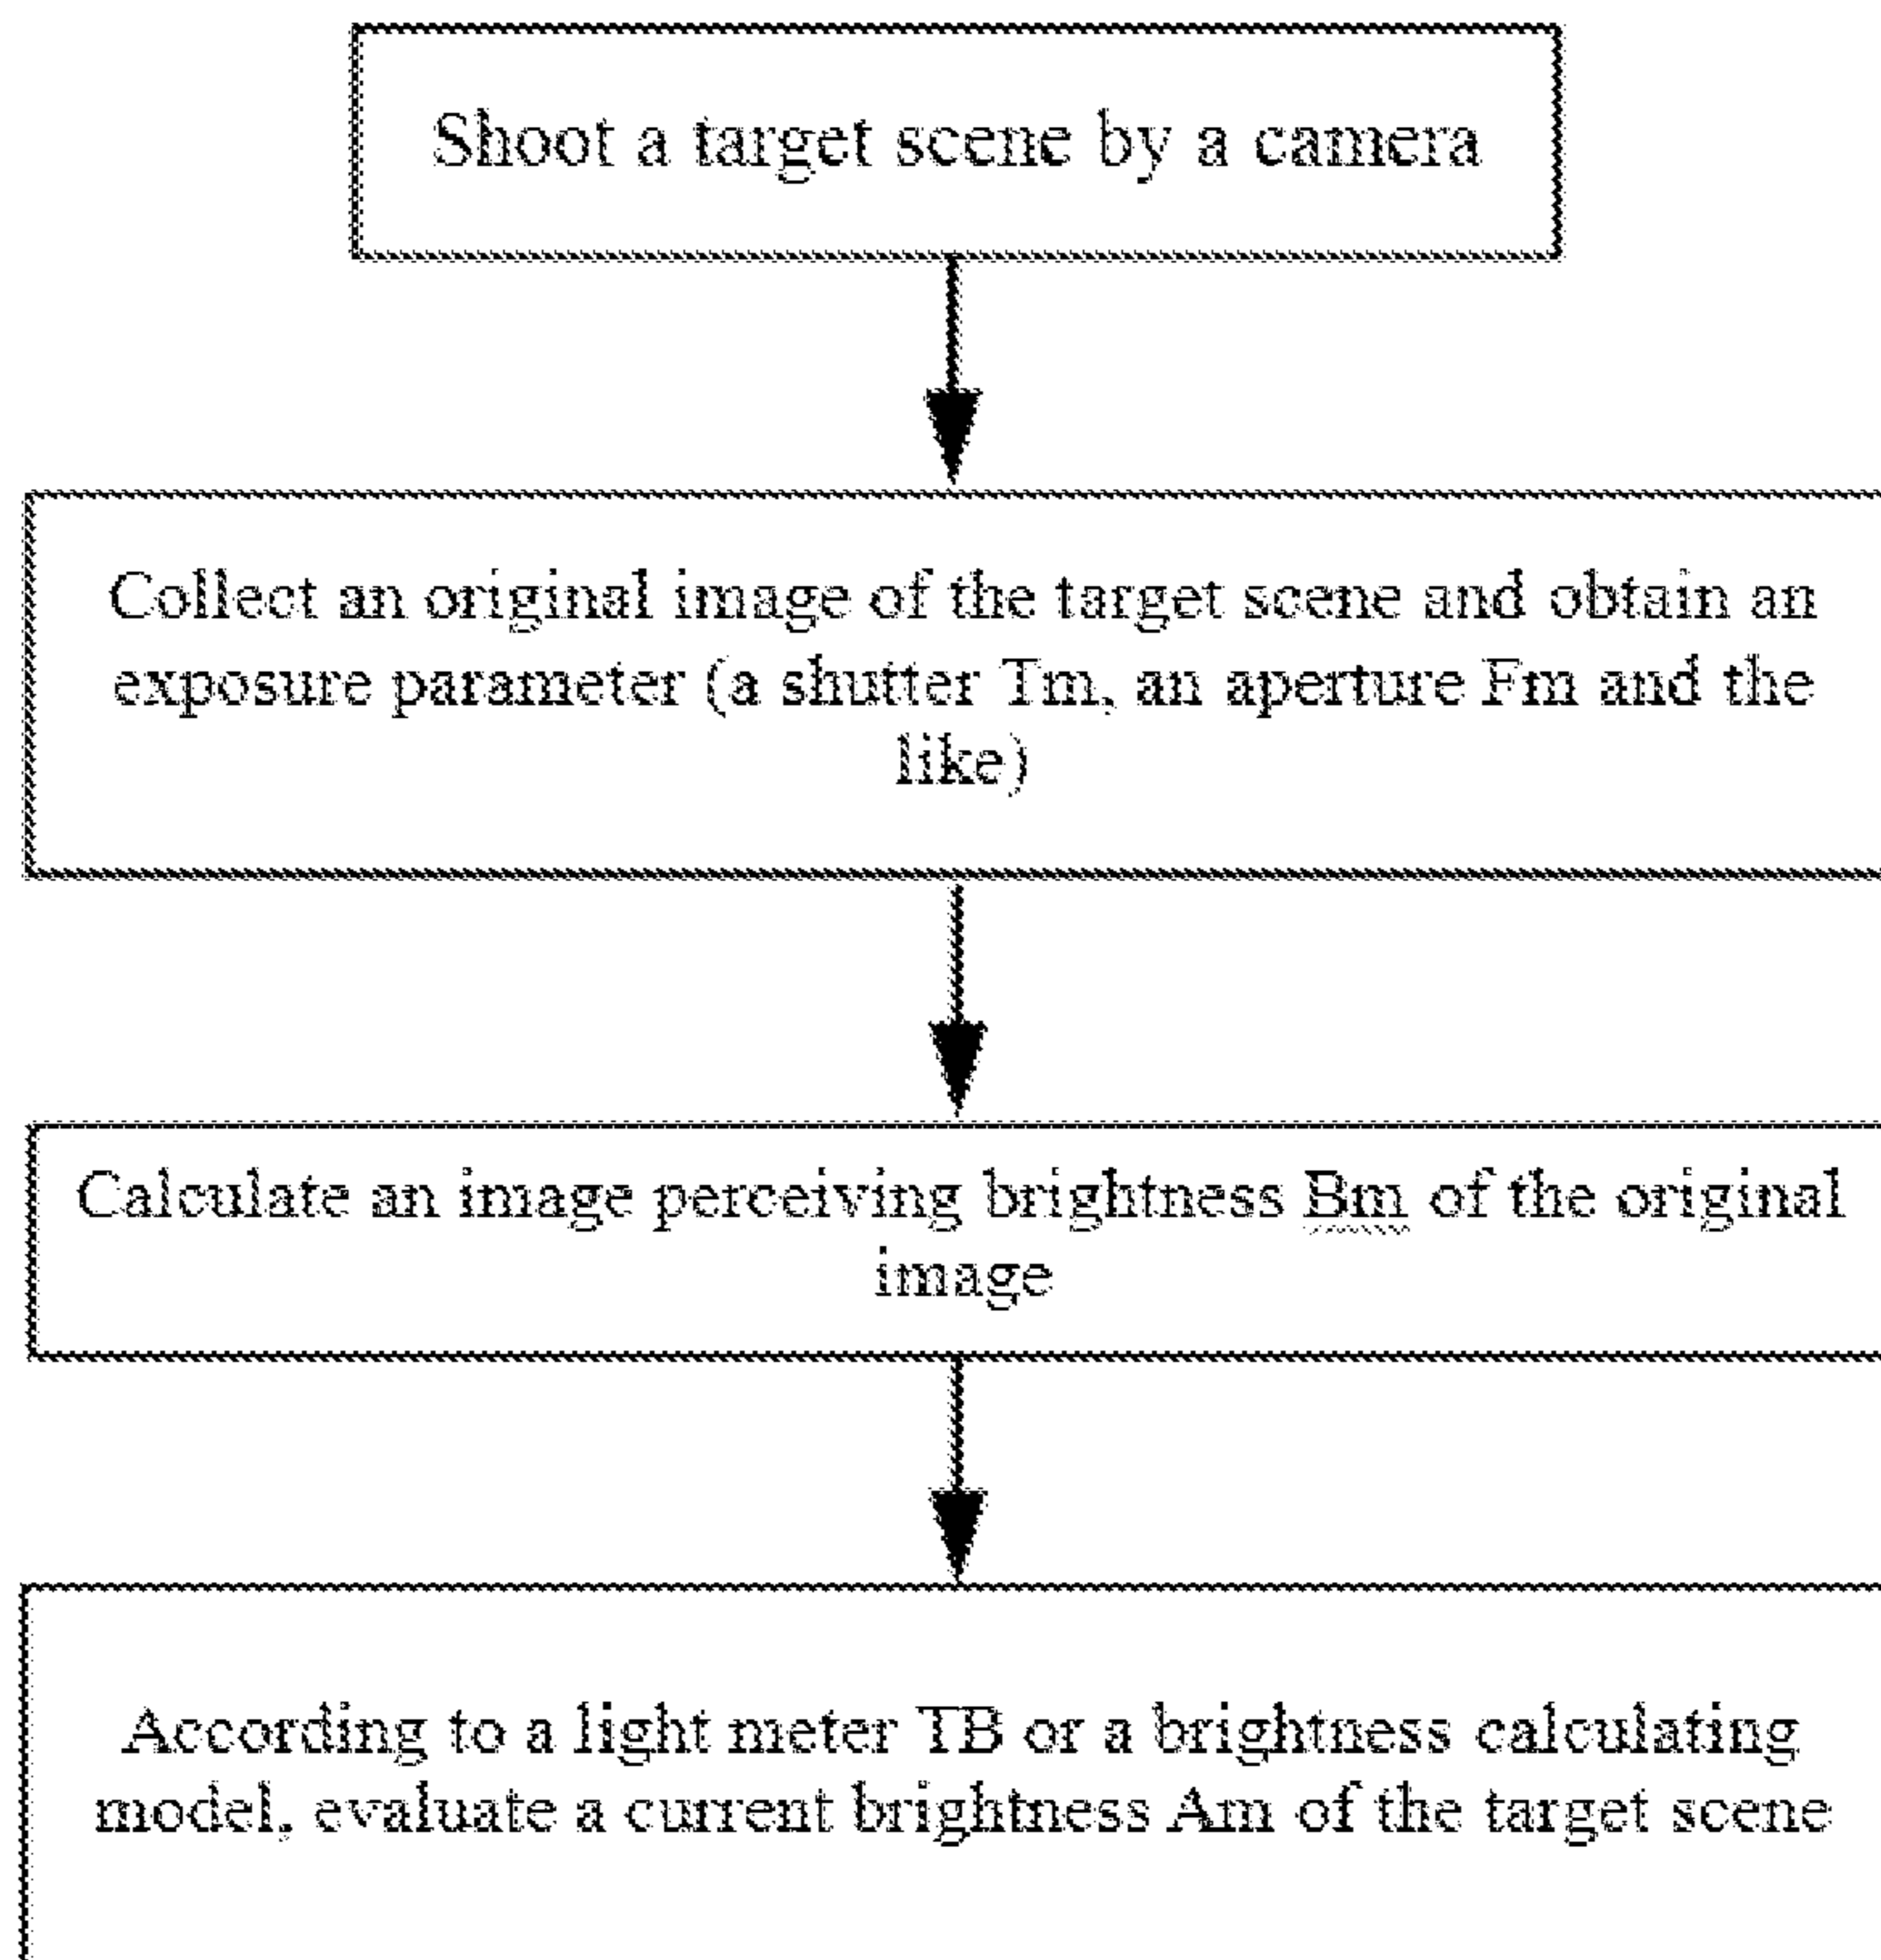 Shoot a target scene by a camera
Collect an original image of the target scene and obtain an
exposure parameter (a shutter Tm, an aperture Fm and the
like)
Calculate an image perceiving brightness Bm of the original
image
According to a light meter TB or a brightness calculating
model, evaluate a current brightness Am of the target scene